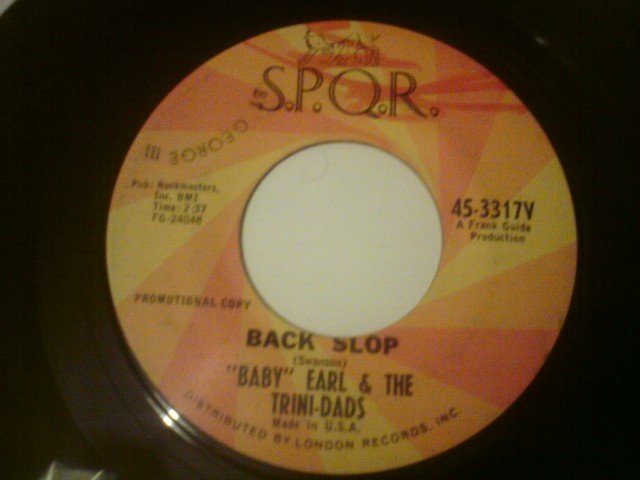 S.P.Q.R.
GEORGE III
Pub: Rockmasters,
Inc. BMI
Time: 2:37
FG-24048
45-3317V
A Frank Guida
Production
PROMOTIONAL COPY
BACK SLOP
(Swanson)
"BABY" EARL & THE
TRINI-DADS
Made in U.S.A.
DISTRIBUTED BY LONDON RECORDS, INC.